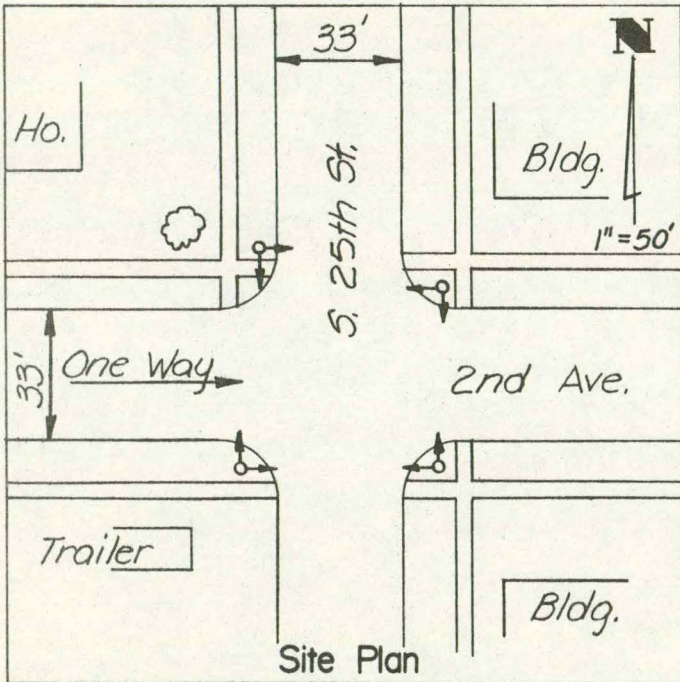 33'
N
Ho.
S. 25th St.
Bldg.
1"=50'
33'
One Way
2nd Ave.
Trailer
Bldg.
Site Plan